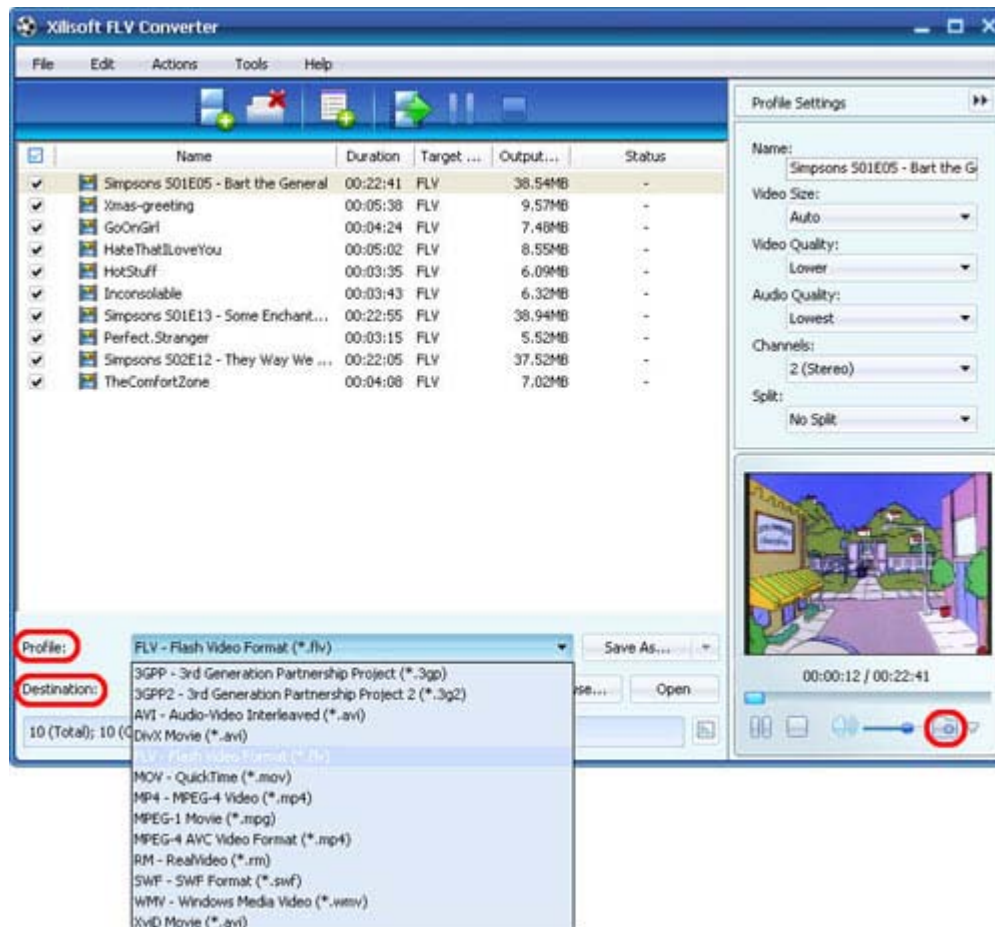 Xilisoft FLV Converter
File Edit Actions Tools Help
Name Duration Target ... Output... Status
Simpsons S01E05 - Bart the General 00:22:41 FLV 38.54MB -
Xmas-greeting 00:05:38 FLV 9.57MB -
GoOnGirl 00:04:24 FLV 7.48MB -
HateThatILoveYou 00:05:02 FLV 8.55MB -
HotStuff 00:03:35 FLV 6.09MB -
Inconsolable 00:03:43 FLV 6.32MB -
Simpsons S01E13 - Some Enchant... 00:22:55 FLV 38.94MB -
Perfect.Stranger 00:03:15 FLV 5.52MB -
Simpsons S02E12 - They Way We ... 00:22:05 FLV 37.52MB -
TheComfortZone 00:04:08 FLV 7.02MB -
Profile Settings
Name:
Simpsons S01E05 - Bart the G
Video Size:
Auto
Video Quality:
Lower
Audio Quality:
Lowest
Channels:
2 (Stereo)
Split:
No Split
00:00:12 / 00:22:41
Profile: FLV - Flash Video Format (*.flv) Save As...
Destination: se... Open
10 (Total); 10 (
3GPP - 3rd Generation Partnership Project (*.3gp)
3GPP2 - 3rd Generation Partnership Project 2 (*.3g2)
AVI - Audio-Video Interleaved (*.avi)
DivX Movie (*.avi)
FLV - Flash Video Format (*.flv)
MOV - QuickTime (*.mov)
MP4 - MPEG-4 Video (*.mp4)
MPEG-1 Movie (*.mpg)
MPEG-4 AVC Video Format (*.mp4)
RM - RealVideo (*.rm)
SWF - SWF Format (*.swf)
WMV - Windows Media Video (*.wmv)
XviD Movie (*.avi)